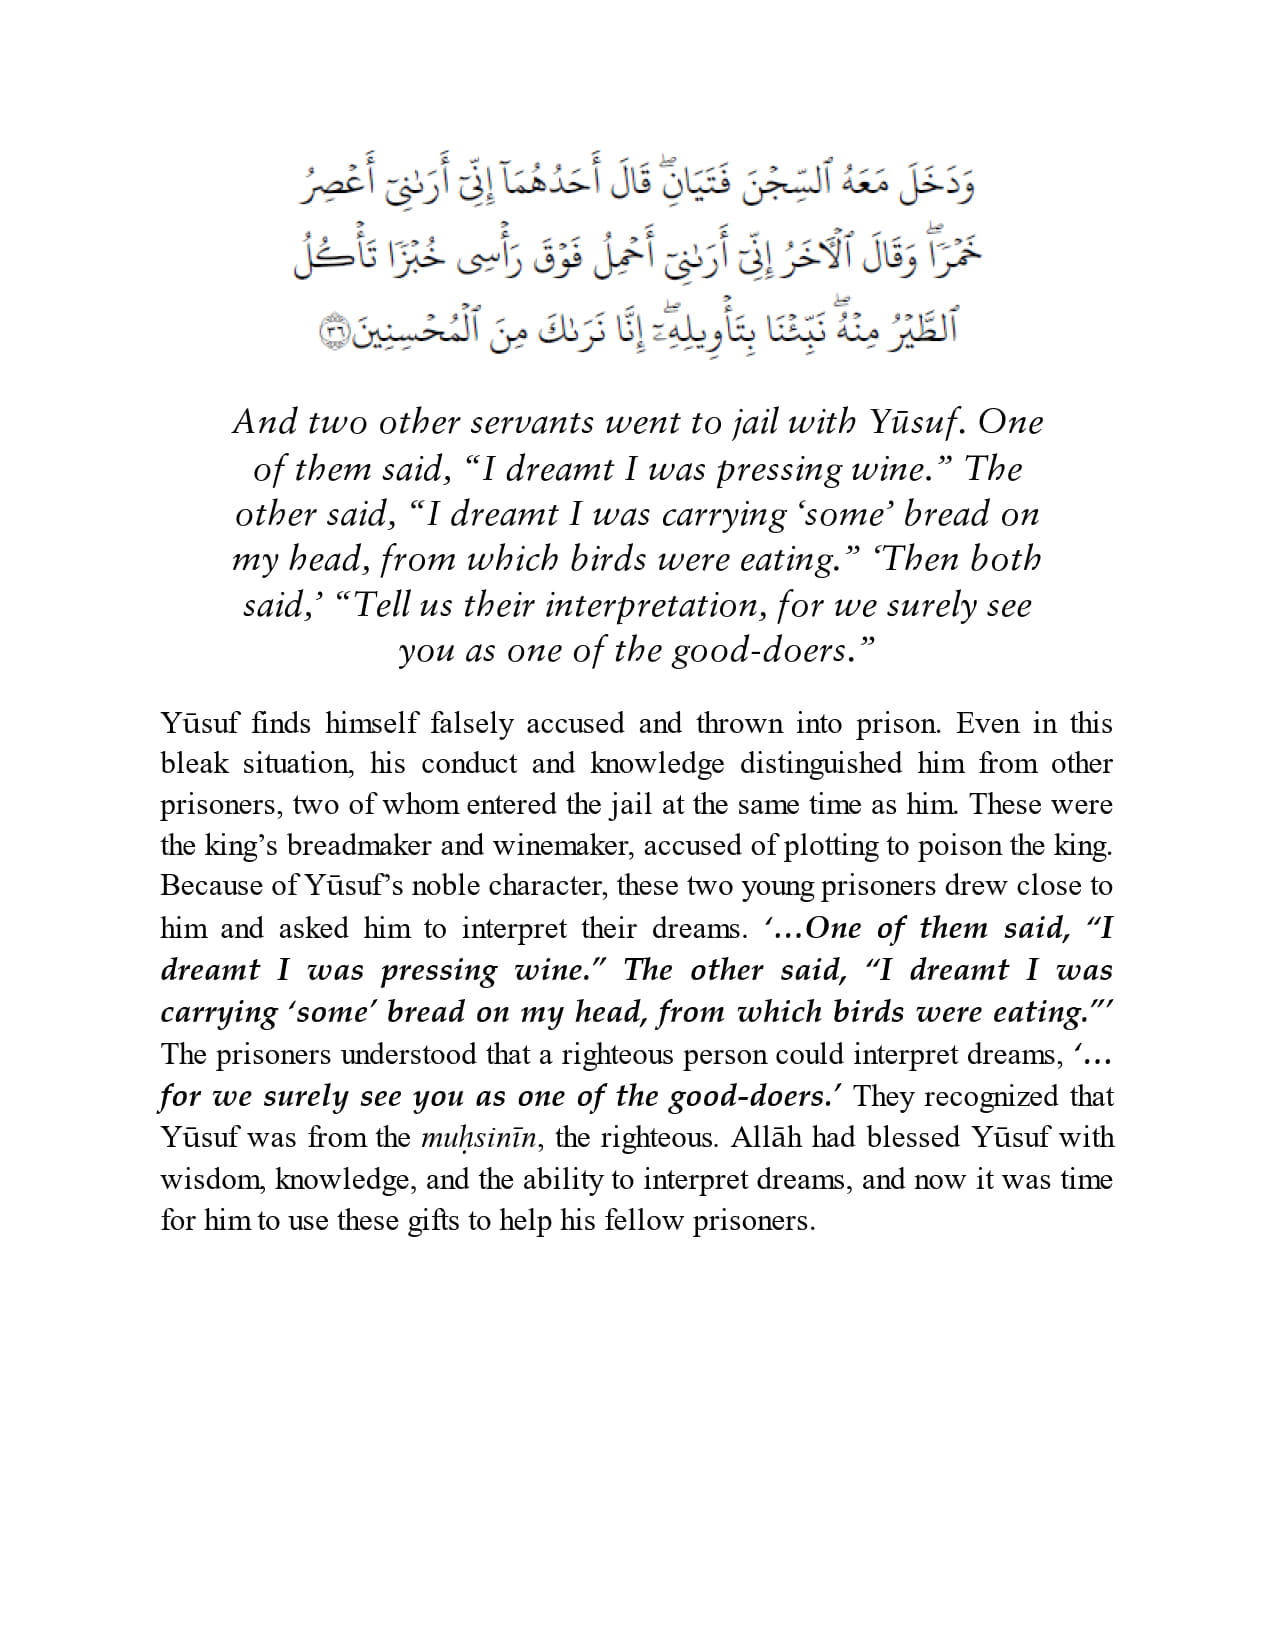 وَدَخَلَ مَعَهُ ٱلسِّجْنَ فَتَيَانِۖ قَالَ أَحَدُهُمَآ إِنِّىٓ أَرَىٰنِىٓ أَعْصِرُ
خَمْرًاۖ وَقَالَ ٱلْـَٔاخَرُ إِنِّىٓ أَرَىٰنِىٓ أَحْمِلُ فَوْقَ رَأْسِى خُبْزًا تَأْكُلُ
ٱلطَّيْرُ مِنْهُۖ نَبِّئْنَا بِتَأْوِيلِهِۦٓۖ إِنَّا نَرَىٰكَ مِنَ ٱلْمُحْسِنِينَ ٣٦
And two other servants went to jail with Yūsuf. One
of them said, “I dreamt I was pressing wine.” The
other said, “I dreamt I was carrying ‘some’ bread on
my head, from which birds were eating.” ‘Then both
said,’ “Tell us their interpretation, for we surely see
you as one of the good-doers.”
Yūsuf finds himself falsely accused and thrown into prison. Even in this
bleak situation, his conduct and knowledge distinguished him from other
prisoners, two of whom entered the jail at the same time as him. These were
the king’s breadmaker and winemaker, accused of plotting to poison the king.
Because of Yūsuf’s noble character, these two young prisoners drew close to
him and asked him to interpret their dreams. ‘…One of them said, “I
dreamt I was pressing wine.” The other said, “I dreamt I was
carrying ‘some’ bread on my head, from which birds were eating.”’
The prisoners understood that a righteous person could interpret dreams, ‘…
for we surely see you as one of the good-doers.’ They recognized that
Yūsuf was from the muḥsinīn, the righteous. Allāh had blessed Yūsuf with
wisdom, knowledge, and the ability to interpret dreams, and now it was time
for him to use these gifts to help his fellow prisoners.